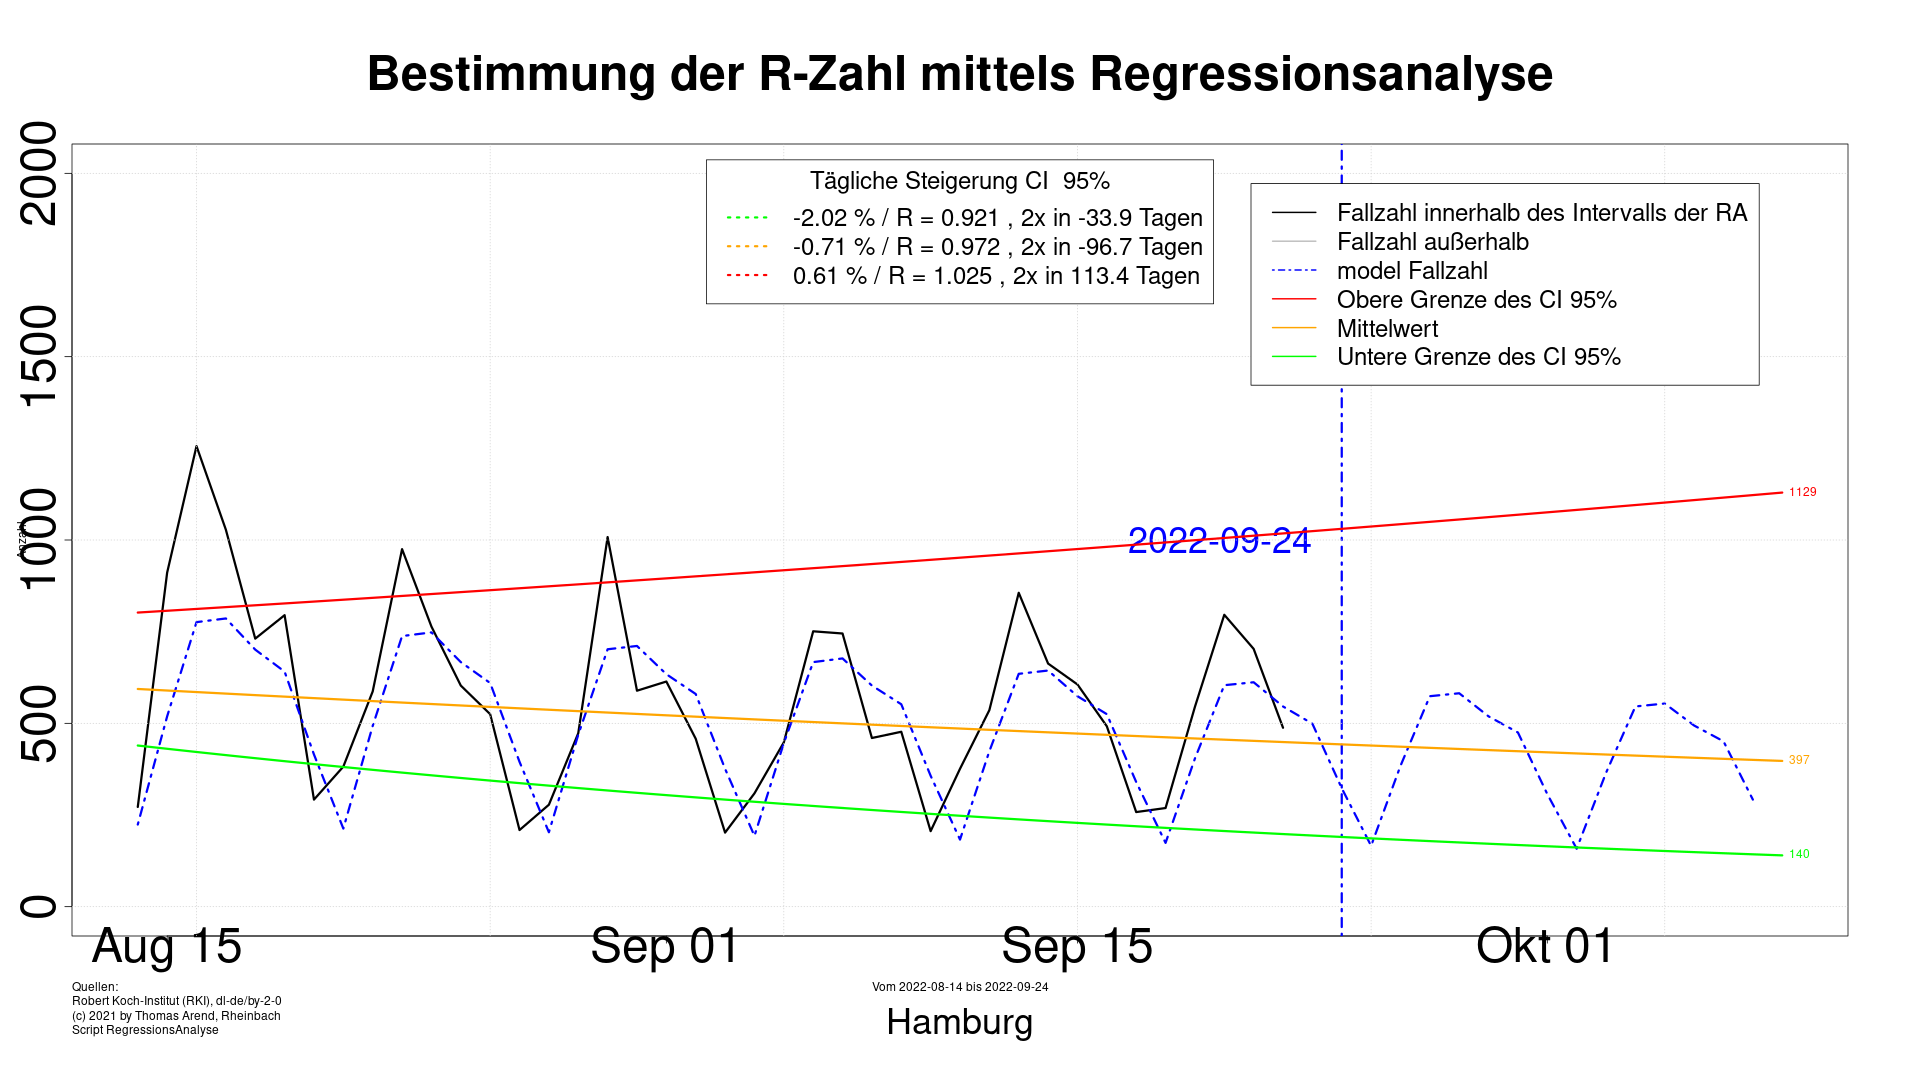 Bestimmung der R-Zahl mittels Regressionsanalyse
Tägliche Steigerung CI  95%
-2.02 % / R = 0.921 , 2x in -33.9 Tagen
-0.71 % / R = 0.972 , 2x in -96.7 Tagen
0.61 % / R = 1.025 , 2x in 113.4 Tagen
Fallzahl innerhalb des Intervalls der RA
Fallzahl außerhalb
model Fallzahl
Obere Grenze des CI 95%
Mittelwert
Untere Grenze des CI 95%
2000
1500
1000
500
0
Anzahl
2022-09-24
1129
397
140
Aug 15
Sep 01
Sep 15
Okt 01
Quellen:
Robert Koch-Institut (RKI), dl-de/by-2-0
(c) 2021 by Thomas Arend, Rheinbach
Script RegressionsAnalyse
Vom 2022-08-14 bis 2022-09-24
Hamburg